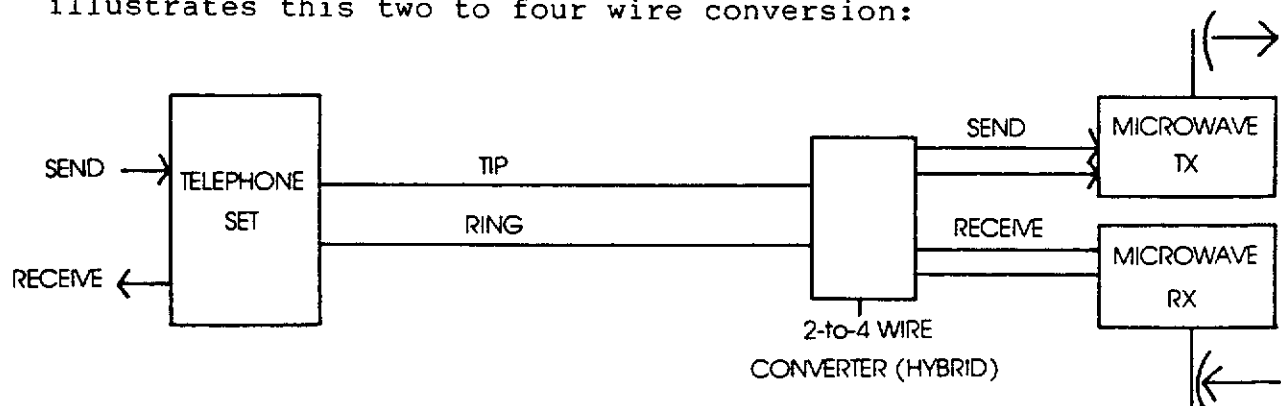 illustrates this two to four wire conversion:
SEND
RECEIVE
TELEPHONE
SET
TIP
RING
2-to-4 WIRE
CONVERTER (HYBRID)
SEND
RECEIVE
MICROWAVE
TX
MICROWAVE
RX